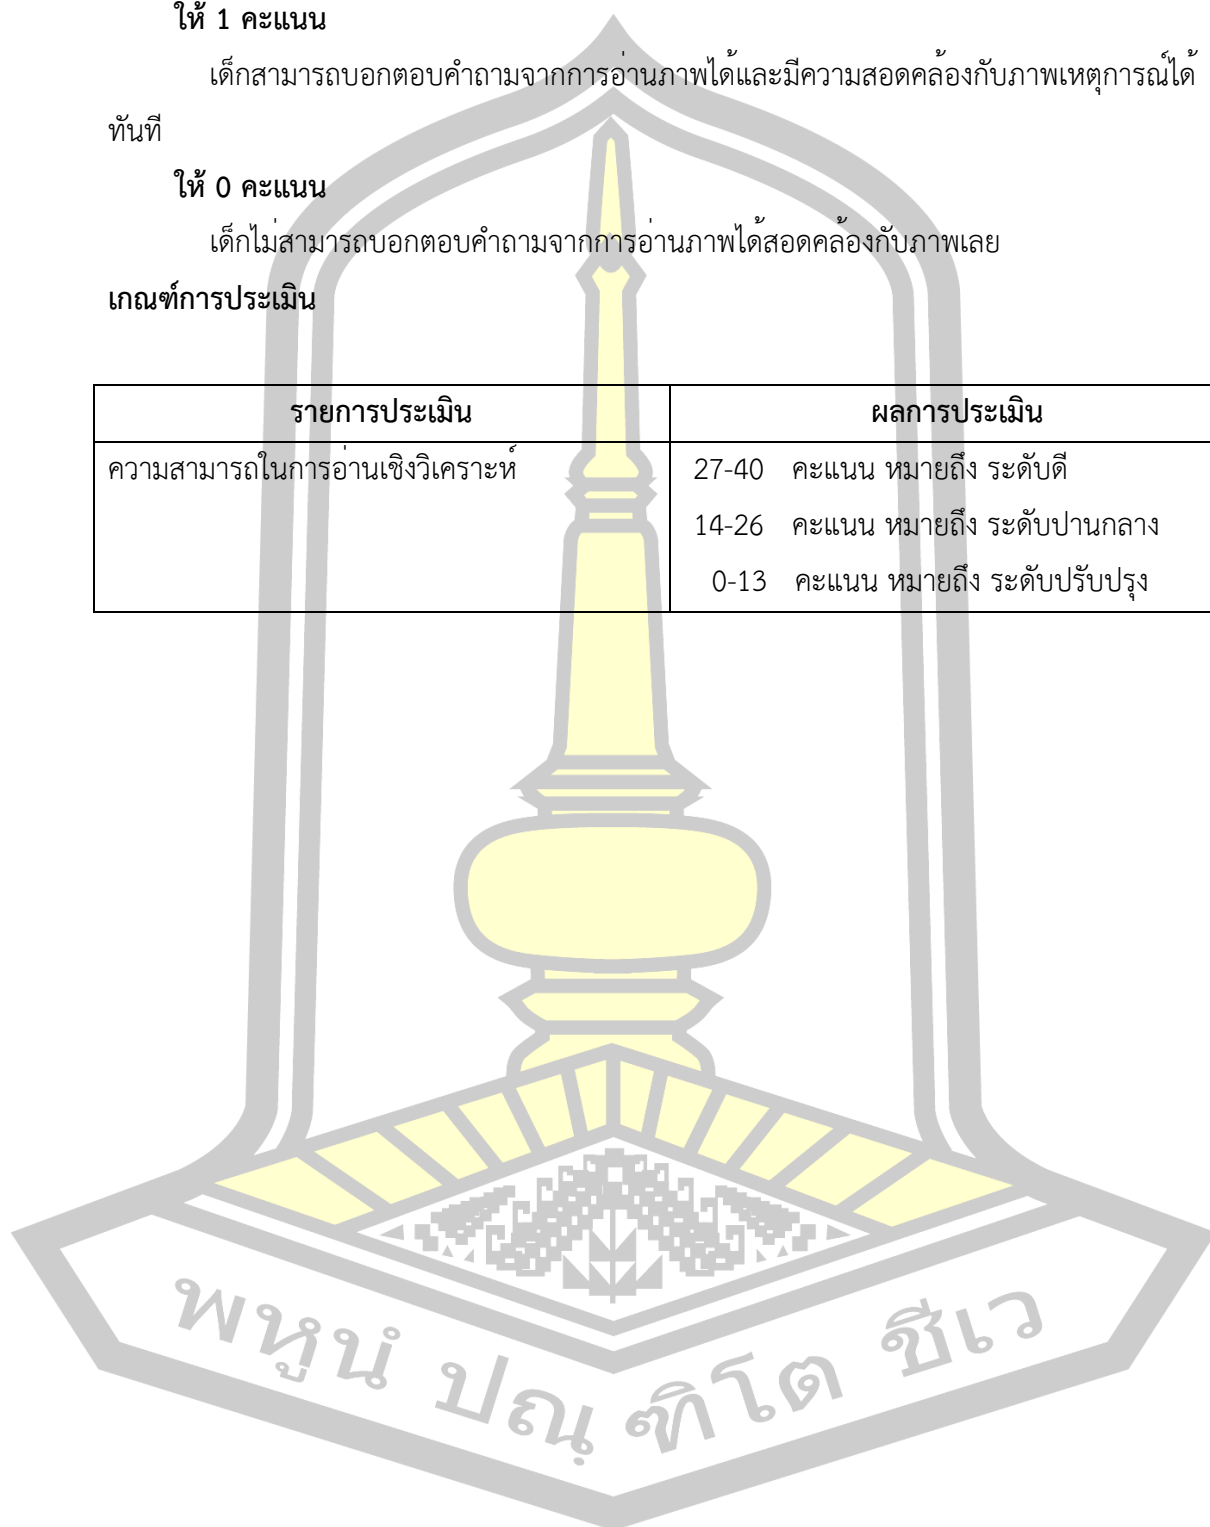 ให้ 1 คะแนน
เด็กสามารถบอกตอบคำถามจากการอ่านภาพได้และมีความสอดคล้องกับภาพเหตุการณ์ได้
ทันที
ให้ 0 คะแนน
เด็กไม่สามารถบอกตอบคำถามจากการอ่านภาพได้สอดคล้องกับภาพเลย
เกณฑ์การประเมิน
รายการประเมิน ผลการประเมิน
ความสามารถในการอ่านเชิงวิเคราะห์ 27-40 คะแนน หมายถึง ระดับดี
14-26 คะแนน หมายถึง ระดับปานกลาง
0-13 คะแนน หมายถึง ระดับปรับปรุง
พหูนํ ปณฺฑิโต ชีเว